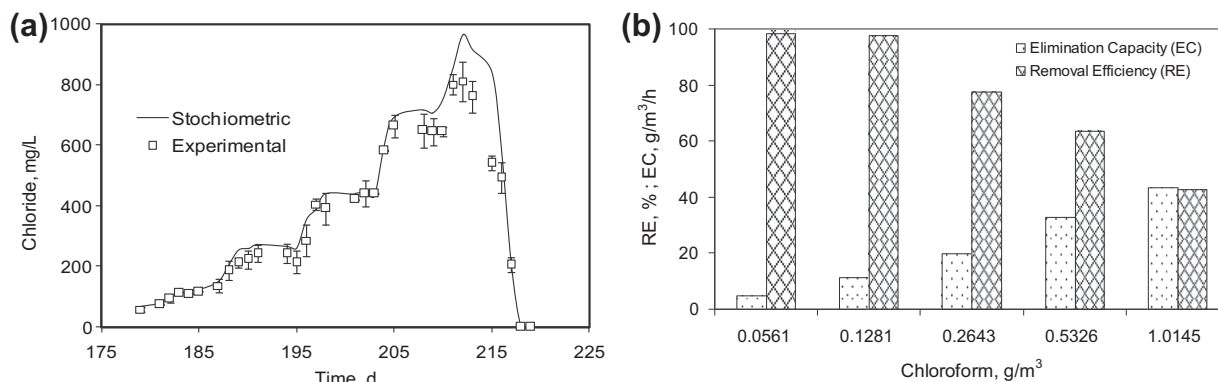 (a)
1000
800
600
400
200
0
Chloride, mg/L
Stochiometric
Experimental
175 185 195 205 215 225
Time, d
(b)
100
80
60
40
20
0
RE, % ; EC, g/m³/h
Elimination Capacity (EC)
Removal Efficiency (RE)
0.0561 0.1281 0.2643 0.5326 1.0145
Chloroform, g/m³